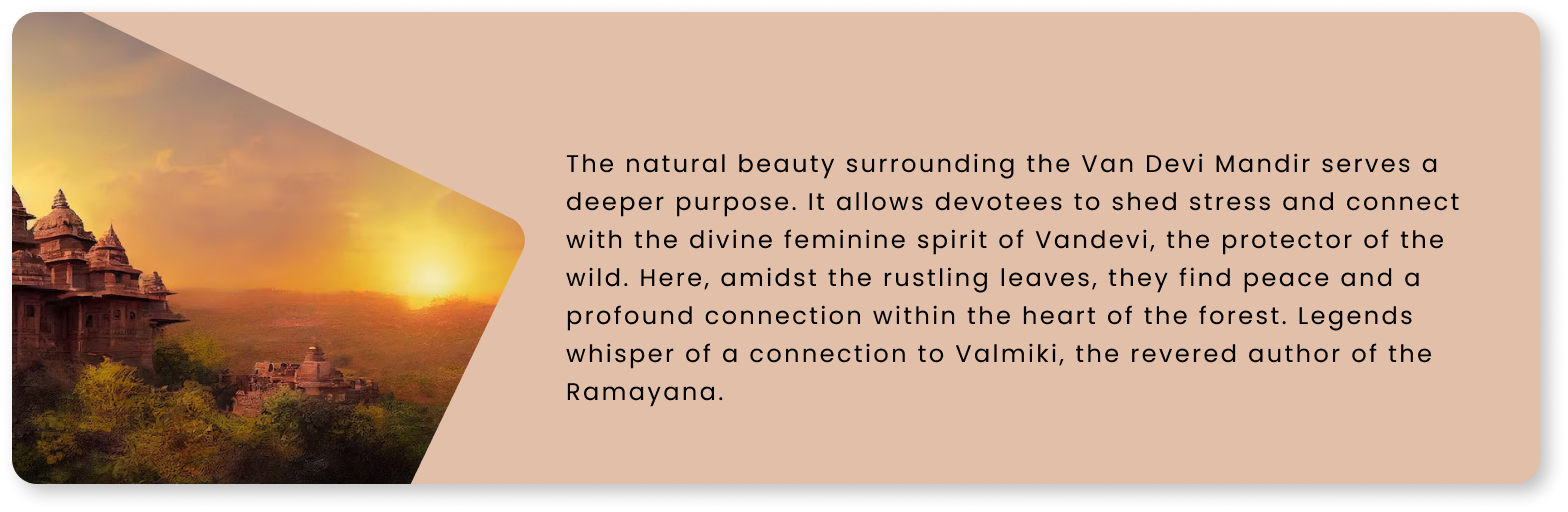 The natural beauty surrounding the Van Devi Mandir serves a
deeper purpose. It allows devotees to shed stress and connect
with the divine feminine spirit of Vandevi, the protector of the
wild. Here, amidst the rustling leaves, they find peace and a
profound connection within the heart of the forest. Legends
whisper of a connection to Valmiki, the revered author of the
Ramayana.